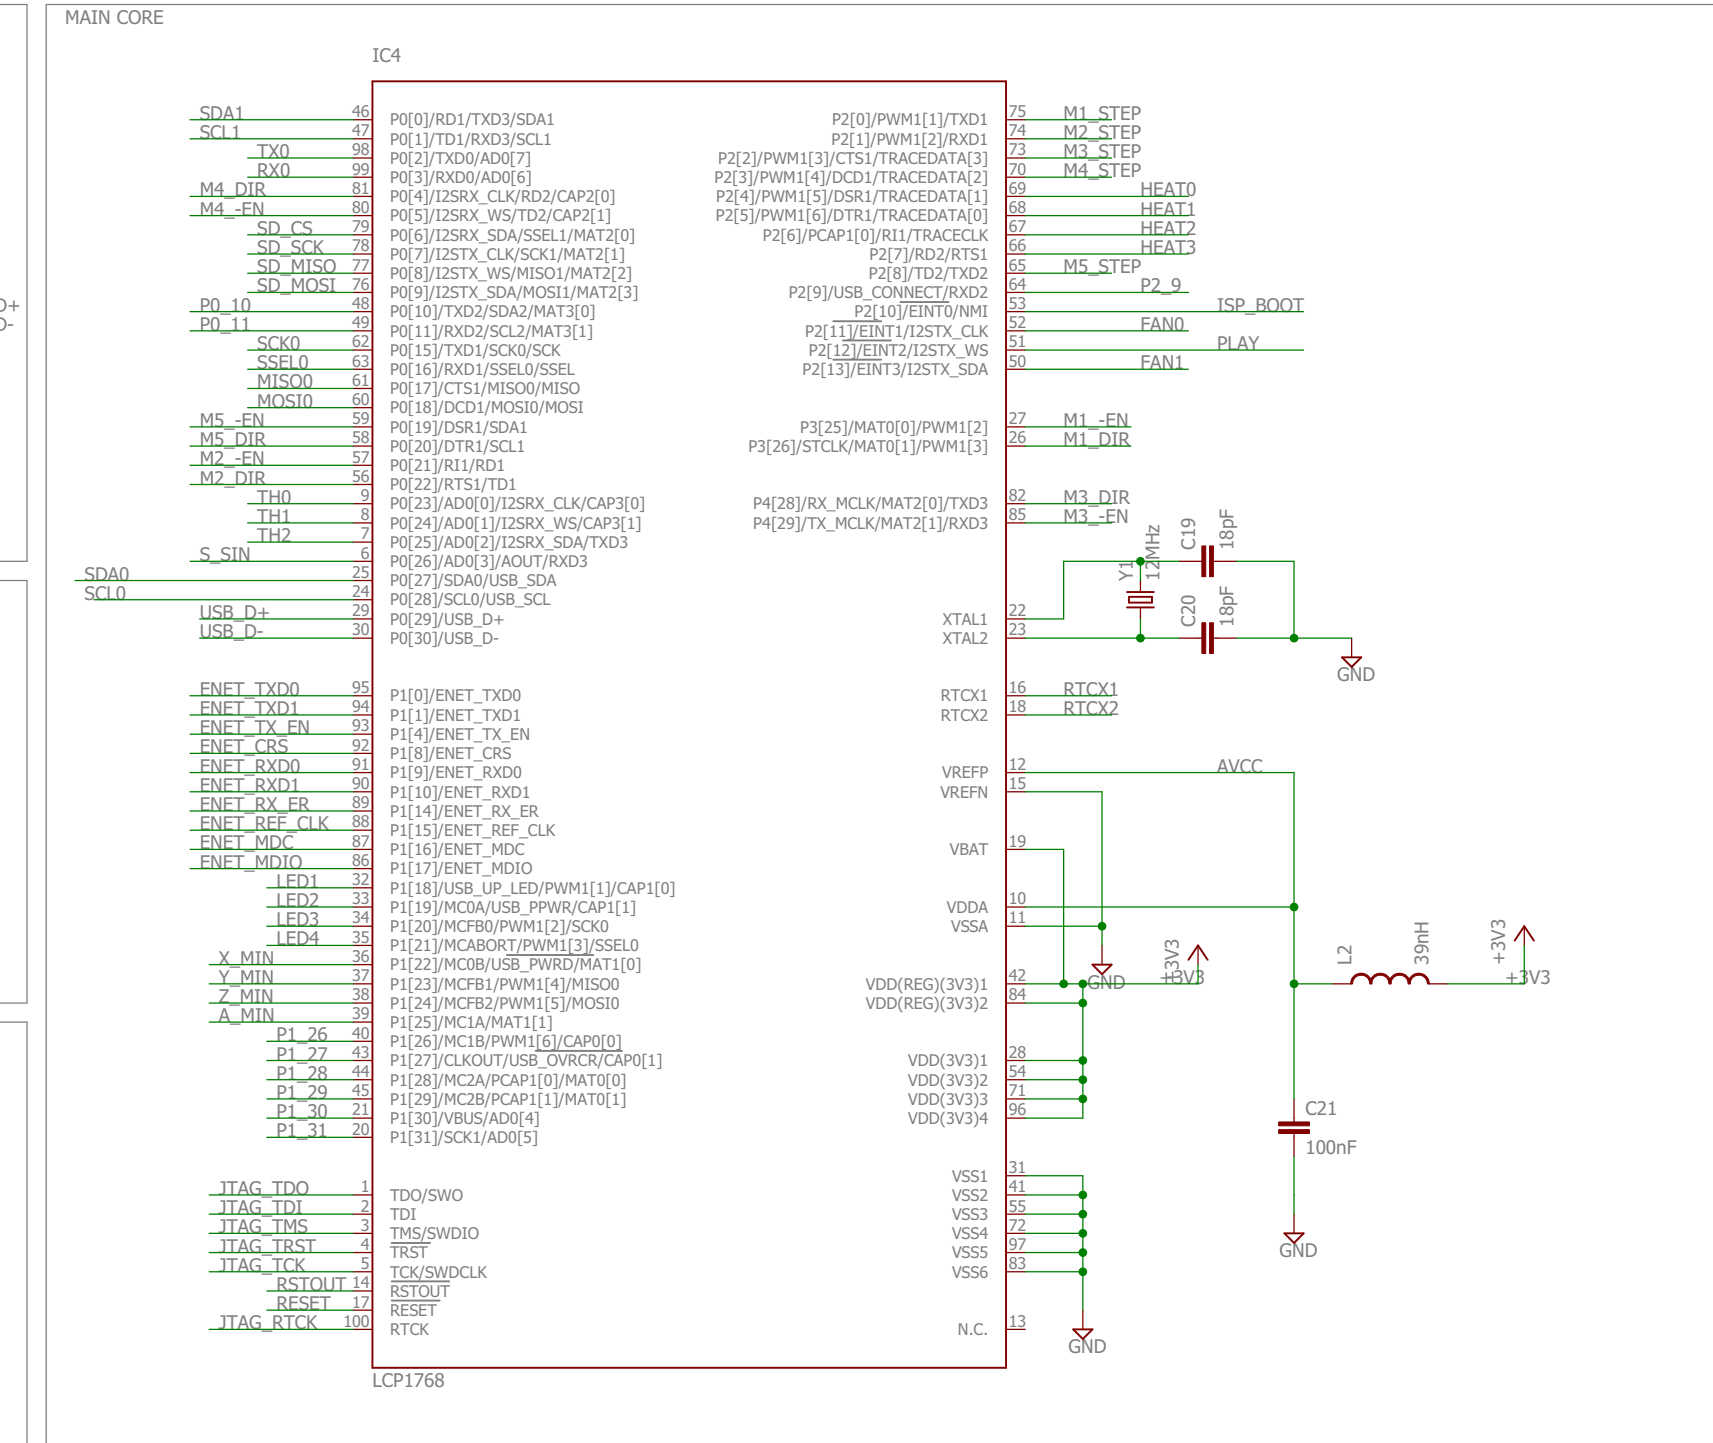 MAIN CORE
IC4
D+
D-
SDA1 46 P0[0]/RD1/TXD3/SDA1
SCL1 47 P0[1]/TD1/RXD3/SCL1
TX0 98 P0[2]/TXD0/AD0[7]
RX0 99 P0[3]/RXD0/AD0[6]
M4_DIR 81 P0[4]/I2SRX_CLK/RD2/CAP2[0]
M4_-EN 80 P0[5]/I2SRX_WS/TD2/CAP2[1]
SD_CS 79 P0[6]/I2SRX_SDA/SSEL1/MAT2[0]
SD_SCK 78 P0[7]/I2STX_CLK/SCK1/MAT2[1]
SD_MISO 77 P0[8]/I2STX_WS/MISO1/MAT2[2]
SD_MOSI 76 P0[9]/I2STX_SDA/MOSI1/MAT2[3]
P0_10 48 P0[10]/TXD2/SDA2/MAT3[0]
P0_11 49 P0[11]/RXD2/SCL2/MAT3[1]
SCK0 62 P0[15]/TXD1/SCK0/SCK
SSEL0 63 P0[16]/RXD1/SSEL0/SSEL
MISO0 61 P0[17]/CTS1/MISO0/MISO
MOSI0 60 P0[18]/DCD1/MOSI0/MOSI
M5_-EN 59 P0[19]/DSR1/SDA1
M5_DIR 58 P0[20]/DTR1/SCL1
M2_-EN 57 P0[21]/RI1/RD1
M2_DIR 56 P0[22]/RTS1/TD1
TH0 9 P0[23]/AD0[0]/I2SRX_CLK/CAP3[0]
TH1 8 P0[24]/AD0[1]/I2SRX_WS/CAP3[1]
TH2 7 P0[25]/AD0[2]/I2SRX_SDA/TXD3
S_SIN 6 P0[26]/AD0[3]/AOUT/RXD3
SDA0 25 P0[27]/SDA0/USB_SDA
SCL0 24 P0[28]/SCL0/USB_SCL
USB_D+ 29 P0[29]/USB_D+
USB_D- 30 P0[30]/USB_D-
ENET_TXD0 95 P1[0]/ENET_TXD0
ENET_TXD1 94 P1[1]/ENET_TXD1
ENET_TX_EN 93 P1[4]/ENET_TX_EN
ENET_CRS 92 P1[8]/ENET_CRS
ENET_RXD0 91 P1[9]/ENET_RXD0
ENET_RXD1 90 P1[10]/ENET_RXD1
ENET_RX_ER 89 P1[14]/ENET_RX_ER
ENET_REF_CLK 88 P1[15]/ENET_REF_CLK
ENET_MDC 87 P1[16]/ENET_MDC
ENET_MDIO 86 P1[17]/ENET_MDIO
LED1 32 P1[18]/USB_UP_LED/PWM1[1]/CAP1[0]
LED2 33 P1[19]/MC0A/USB_PPWR/CAP1[1]
LED3 34 P1[20]/MCFB0/PWM1[2]/SCK0
LED4 35 P1[21]/MCABORT/PWM1[3]/SSEL0
X_MIN 36 P1[22]/MC0B/USB_PWRD/MAT1[0]
Y_MIN 37 P1[23]/MCFB1/PWM1[4]/MISO0
Z_MIN 38 P1[24]/MCFB2/PWM1[5]/MOSI0
A_MIN 39 P1[25]/MC1A/MAT1[1]
P1_26 40 P1[26]/MC1B/PWM1[6]/CAP0[0]
P1_27 43 P1[27]/CLKOUT/USB_OVRCR/CAP0[1]
P1_28 44 P1[28]/MC2A/PCAP1[0]/MAT0[0]
P1_29 45 P1[29]/MC2B/PCAP1[1]/MAT0[1]
P1_30 21 P1[30]/VBUS/AD0[4]
P1_31 20 P1[31]/SCK1/AD0[5]
JTAG_TDO 1 TDO/SWO
JTAG_TDI 2 TDI
JTAG_TMS 3 TMS/SWDIO
JTAG_TRST 4 TRST
JTAG_TCK 5 TCK/SWDCLK
RSTOUT 14 RSTOUT
RESET 17 RESET
JTAG_RTCK 100 RTCK
P2[0]/PWM1[1]/TXD1 75 M1_STEP
P2[1]/PWM1[2]/RXD1 74 M2_STEP
P2[2]/PWM1[3]/CTS1/TRACEDATA[3] 73 M3_STEP
P2[3]/PWM1[4]/DCD1/TRACEDATA[2] 70 M4_STEP
P2[4]/PWM1[5]/DSR1/TRACEDATA[1] 69 HEAT0
P2[5]/PWM1[6]/DTR1/TRACEDATA[0] 68 HEAT1
P2[6]/PCAP1[0]/RI1/TRACECLK 67 HEAT2
P2[7]/RD2/RTS1 66 HEAT3
P2[8]/TD2/TXD2 65 M5_STEP
P2[9]/USB_CONNECT/RXD2 64 P2_9
P2[10]/EINT0/NMI 53 ISP_BOOT
P2[11]/EINT1/I2STX_CLK 52 FAN0
P2[12]/EINT2/I2STX_WS 51 PLAY
P2[13]/EINT3/I2STX_SDA 50 FAN1
P3[25]/MAT0[0]/PWM1[2] 27 M1_-EN
P3[26]/STCLK/MAT0[1]/PWM1[3] 26 M1_DIR
P4[28]/RX_MCLK/MAT2[0]/TXD3 82 M3_DIR
P4[29]/TX_MCLK/MAT2[1]/RXD3 85 M3_-EN
Y1 12MHz
C19 18pF
C20 18pF
XTAL1 22
XTAL2 23
GND
RTCX1 16 RTCX1
RTCX2 18 RTCX2
VREFP 12 AVCC
VREFN 15
VBAT 19
VDDA 10
VSSA 11
GND
+3V3
+3V3
L2 39nH
+3V3
+3V3
VDD(REG)(3V3)1 42
VDD(REG)(3V3)2 84
VDD(3V3)1 28
VDD(3V3)2 54
VDD(3V3)3 71
VDD(3V3)4 96
C21
100nF
GND
VSS1 31
VSS2 41
VSS3 55
VSS4 72
VSS5 97
VSS6 83
N.C. 13
GND
LCP1768